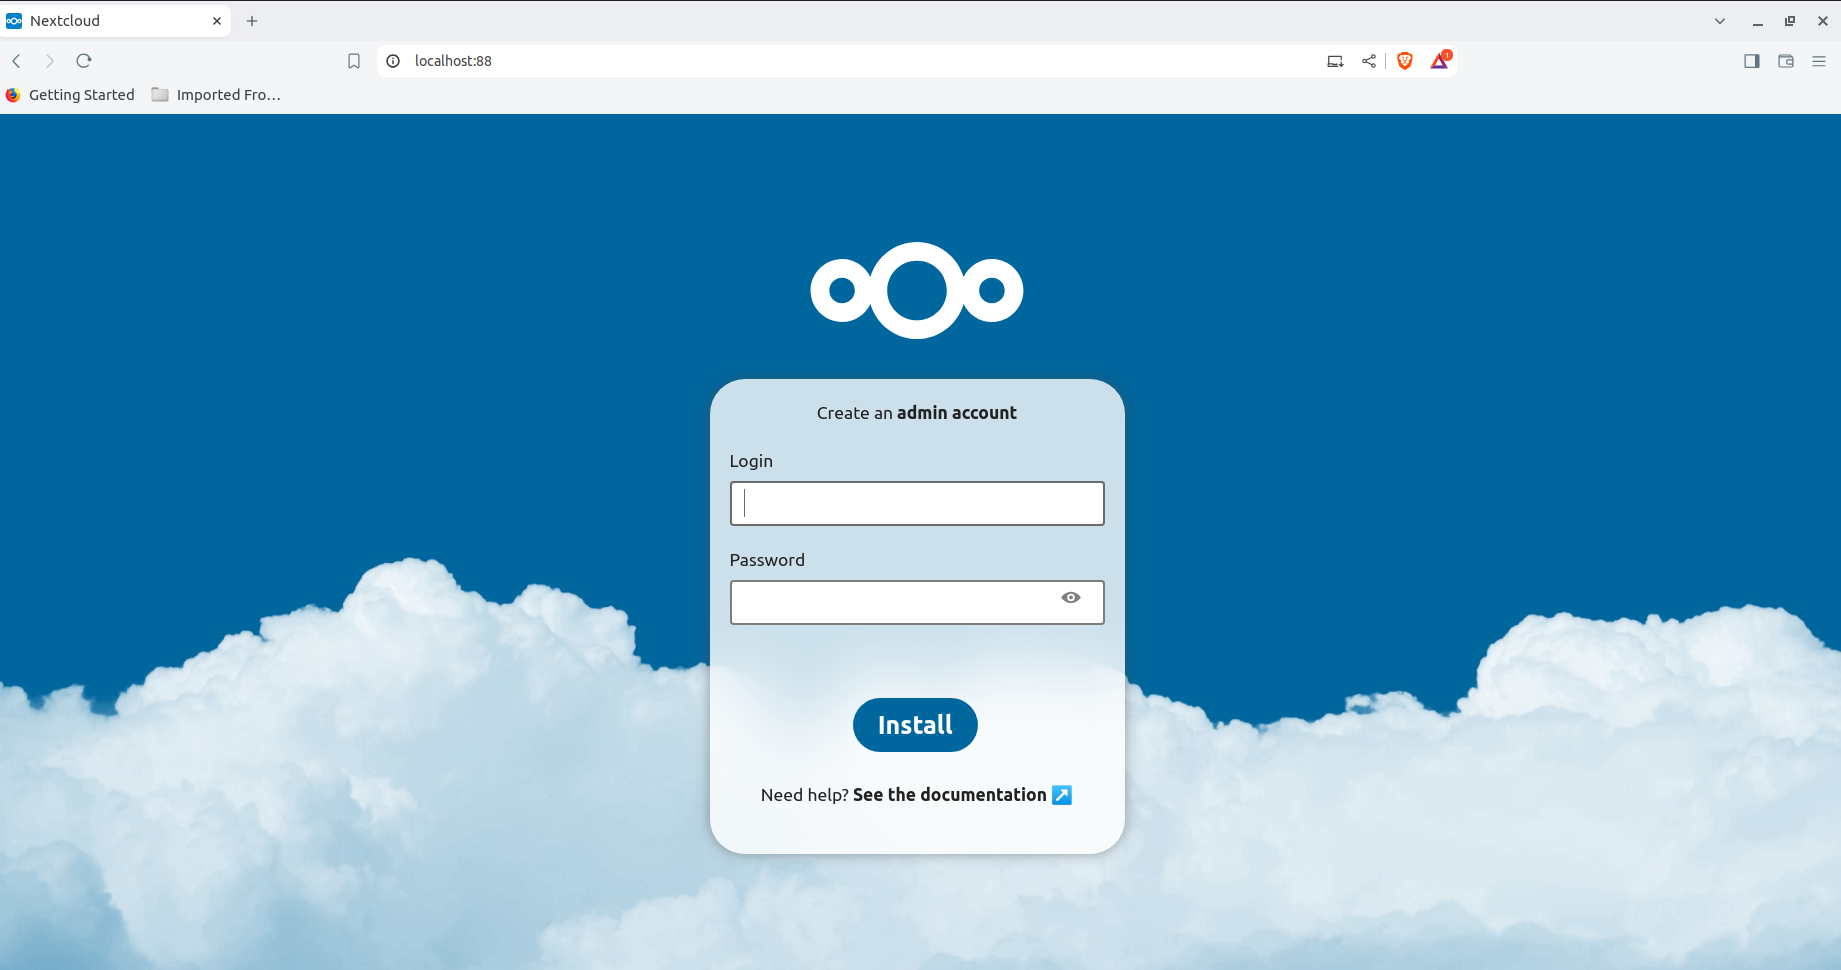 Nextcloud
localhost:88
1
Getting Started
Imported Fro...
Create an admin account
Login
Password
Install
Need help? See the documentation